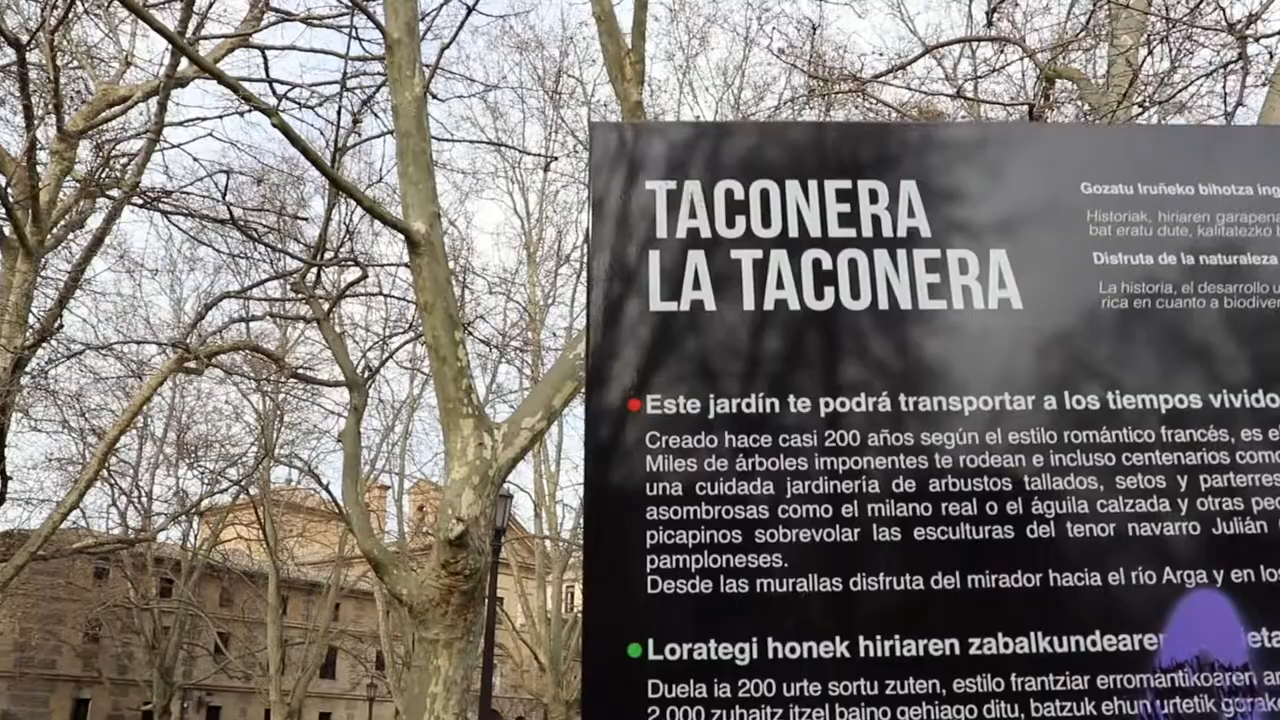 TACONERA
LA TACONERA
Gozatu Iruñeko bihotza
Historiak, hiriaren
bat eratu dute, kalitatezko
Disfruta de la naturaleza
La historia, el desarrollo
rica en cuanto a
Este jardín te podrá transportar a los tiempos
Creado hace casi 200 años según el estilo romántico francés, es
Miles de árboles imponentes te rodean e incluso centenarios como
una cuidada jardinería de arbustos tallados, setos y parterres
asombrosas como el milano real o el águila calzada y otras
picapinos sobrevolar las esculturas del tenor navarro Julián
pamploneses.
Desde las murallas disfruta del mirador hacia el río Arga y en
Lorategi honek hiriaren
Duela ia 200 urte sortu zuten, estilo frantziar erromantikoaren
2.000 zuhaitz itzel baino gehiago ditu, batzuk ehun urtetik